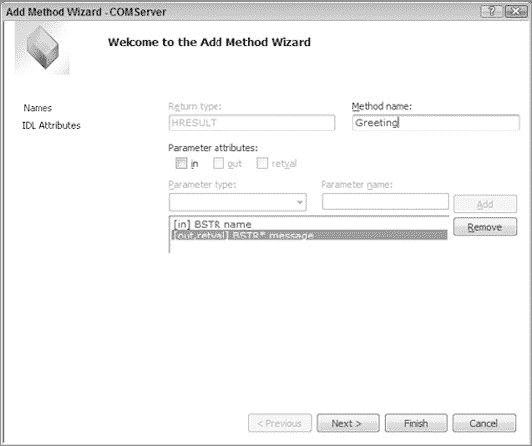 Add Method Wizard - COMServer
Welcome to the Add Method Wizard
Names
IDL Attributes
Return type:
Method name:
HRESULT
Greeting
Parameter attributes:
in
out
retval
Parameter type:
Parameter name:
Add
[in] BSTR name
[out,retval] BSTR* message
Remove
< Previous
Next >
Finish
Cancel